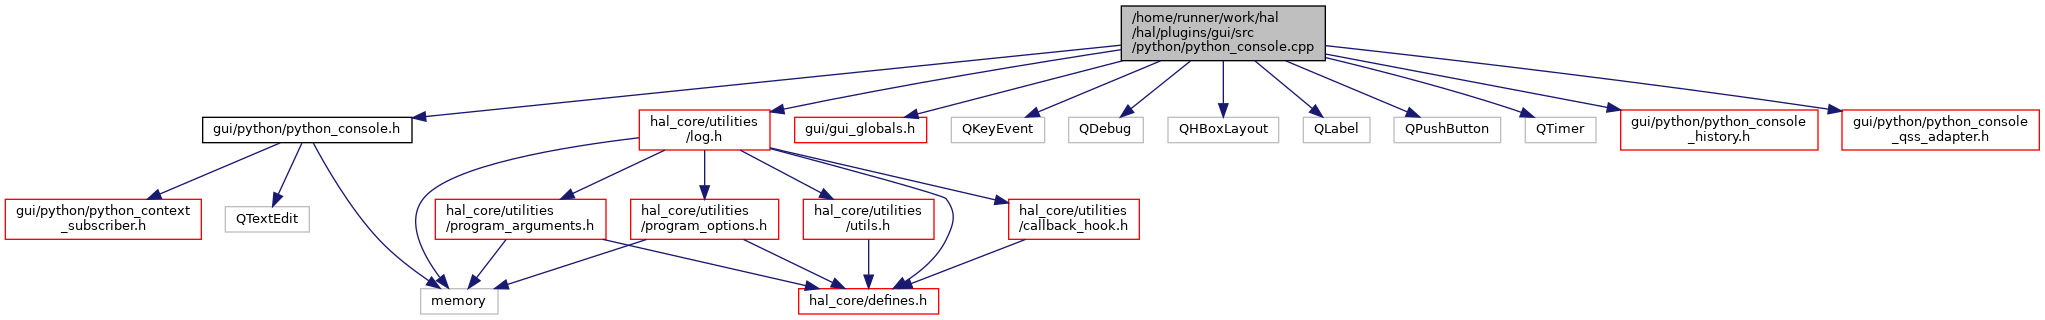 /home/runner/work/hal
/hal/plugins/gui/src
/python/python_console.cpp
gui/python/python_console.h
hal_core/utilities
/log.h
gui/gui_globals.h
QKeyEvent
QDebug
QHBoxLayout
QLabel
QPushButton
QTimer
gui/python/python_console
_history.h
gui/python/python_console
_qss_adapter.h
gui/python/python_context
_subscriber.h
QTextEdit
hal_core/utilities
/program_arguments.h
hal_core/utilities
/program_options.h
hal_core/utilities
/utils.h
hal_core/utilities
/callback_hook.h
memory
hal_core/defines.h